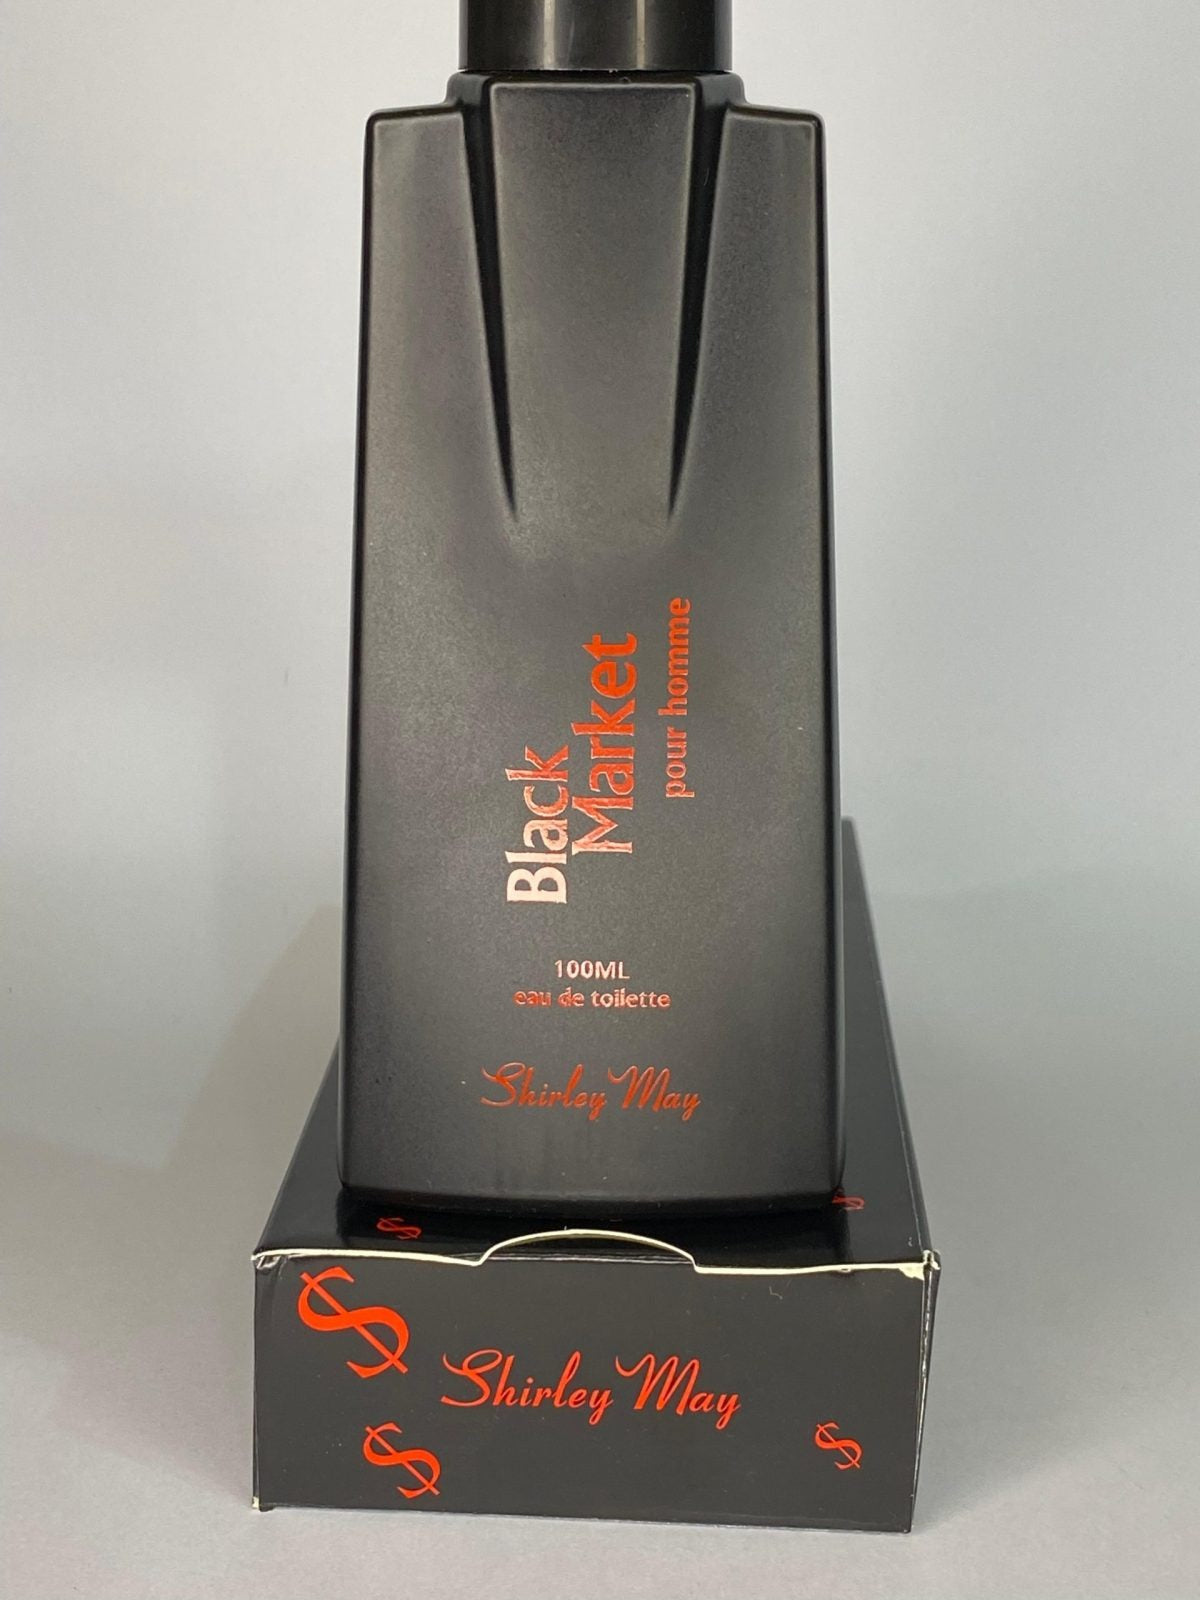 Black
Market
pour homme
100ML
eau de toilette
Shirley May
$
$
$
Shirley May
$
$